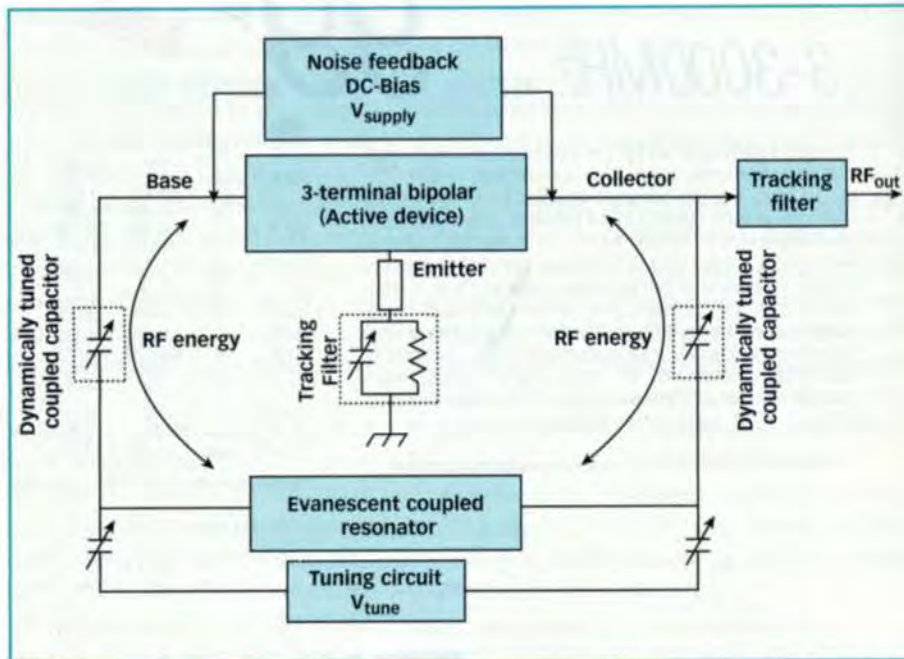 Noise feedback
DC-Bias
Vsupply
Base
3-terminal bipolar
(Active device)
Collector
Tracking
filter
RFout
Emitter
Dynamically tuned
coupled capacitor
RF energy
Tracking
Filter
RF energy
Dynamically tuned
coupled capacitor
Evanescent coupled
resonator
Tuning circuit
Vtune